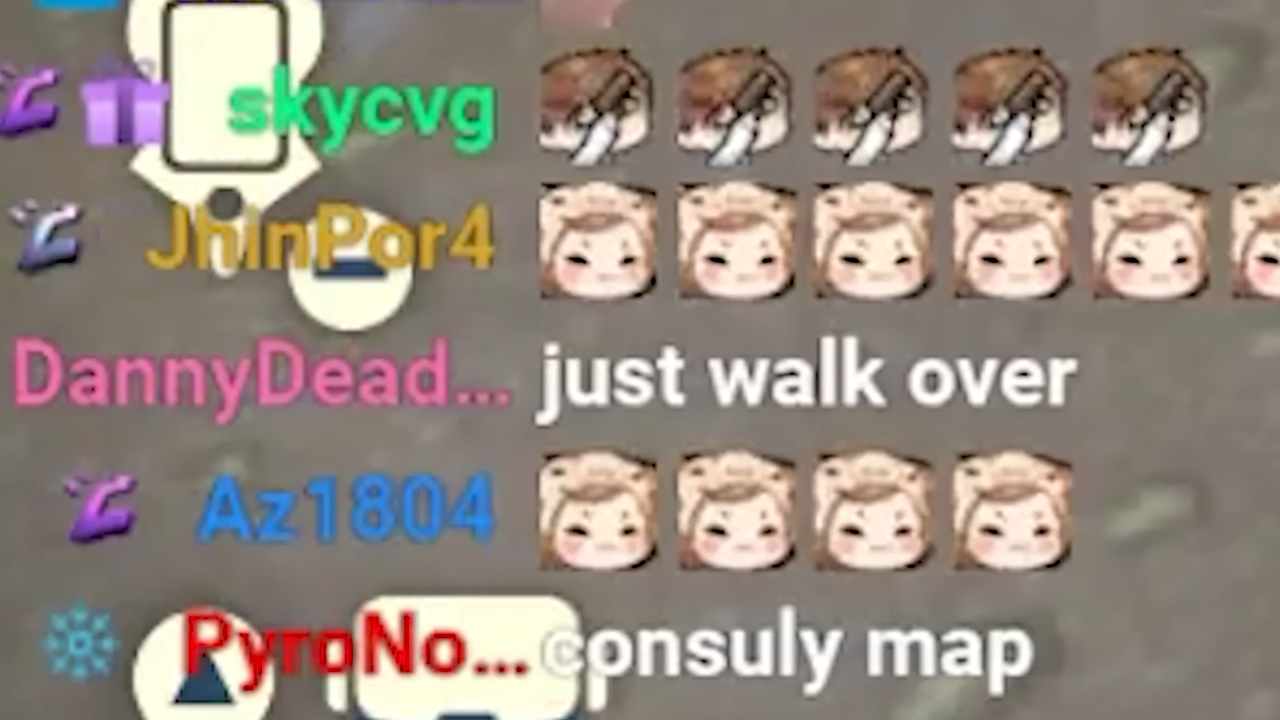 skycvg
JhinPor4
DannyDead... just walk over
Az1804
PyroNo... consuly map